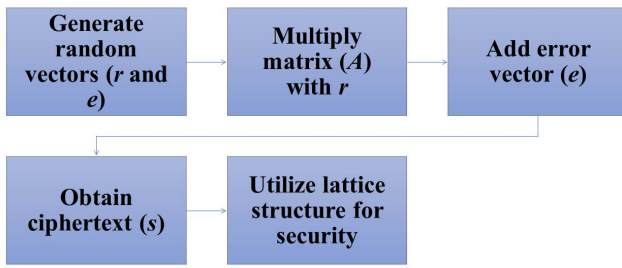 Generate
random
vectors (r and
e)
Multiply
matrix (A)
with r
Add error
vector (e)
Obtain
ciphertext (s)
Utilize lattice
structure for
security